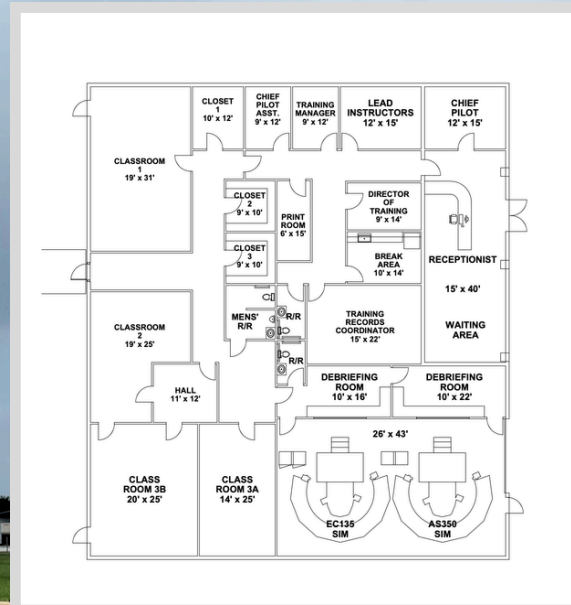 CLOSET
1
10' x 12'
CHIEF
PILOT
ASST.
9' x 12'
TRAINING
MANAGER
9' x 12'
LEAD
INSTRUCTORS
12' x 15'
CHIEF
PILOT
12' x 15'
CLASSROOM
1
19' x 31'
CLOSET
2
9' x 10'
PRINT
ROOM
6' x 15'
DIRECTOR
OF
TRAINING
9' x 14'
CLOSET
3
9' x 10'
BREAK
AREA
10' x 14'
RECEPTIONIST
15' x 40'
WAITING
AREA
CLASSROOM
2
19' x 25'
MENS'
R/R
R/R
R/R
TRAINING
RECORDS
COORDINATOR
15' x 22'
HALL
11' x 12'
DEBRIEFING
ROOM
10' x 16'
DEBRIEFING
ROOM
10' x 22'
CLASS
ROOM 3B
20' x 25'
CLASS
ROOM 3A
14' x 25'
26' x 43'
EC135
SIM
AS350
SIM